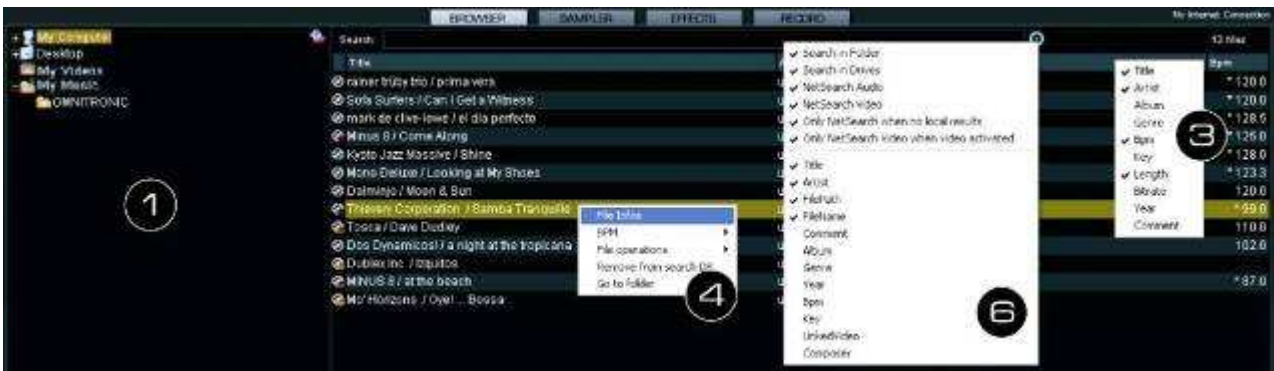 BROWSER SAMPLER EFFECTS RECORD No Internet Connection
My Computer
Desktop
My Videos
My Music
OMNITRONIC
1
Search: 13 files
Title Bpm
rainer trüby trio / prima vera * 120.0
Sofa Surfers / Can I Get a Witness * 120.0
mark de clive-lowe / el dia perfecto * 128.5
Minus 8 / Come Along * 125.0
Kyoto Jazz Massive / Shine * 128.0
Mono Deluxe / Looking at My Shoes * 123.3
Dalminjo / Moon & Sun 120.0
Thievery Corporation / Samba Tranquille * 99.0
Tosca / Dave Dudley 110.0
Dos Dynamicos! / a night at the tropicana 102.0
Dublex Inc. / Izquitos
MINUS 8 / at the beach * 87.0
Mo' Horizons / Oye! ... Bossa
File Infos
BPM
File operations
Remove from search DB
Go to folder
4
Search in Folder
Search in Drives
NetSearch Audio
NetSearch Video
Only NetSearch when no local results
Only NetSearch Video when video activated
Title
Artist
FilePath
FileName
Comment
Album
Genre
Year
Bpm
Key
LinkedVideo
Composer
6
Title
Artist
Album
Genre
Bpm
Key
Length
Bitrate
Year
Comment
3